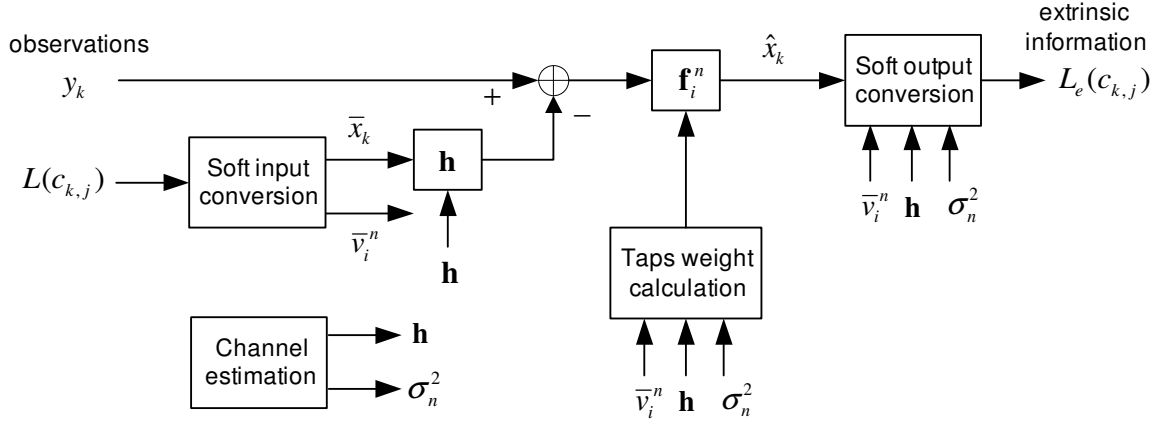 observations
y_k
+
−
L(c_{k,j})
Soft input
conversion
x̄_k
v̄_i^n
h
h
f_i^n
x̂_k
Soft output
conversion
extrinsic
information
L_e(c_{k,j})
v̄_i^n h σ_n^2
Taps weight
calculation
v̄_i^n h σ_n^2
Channel
estimation
h
σ_n^2